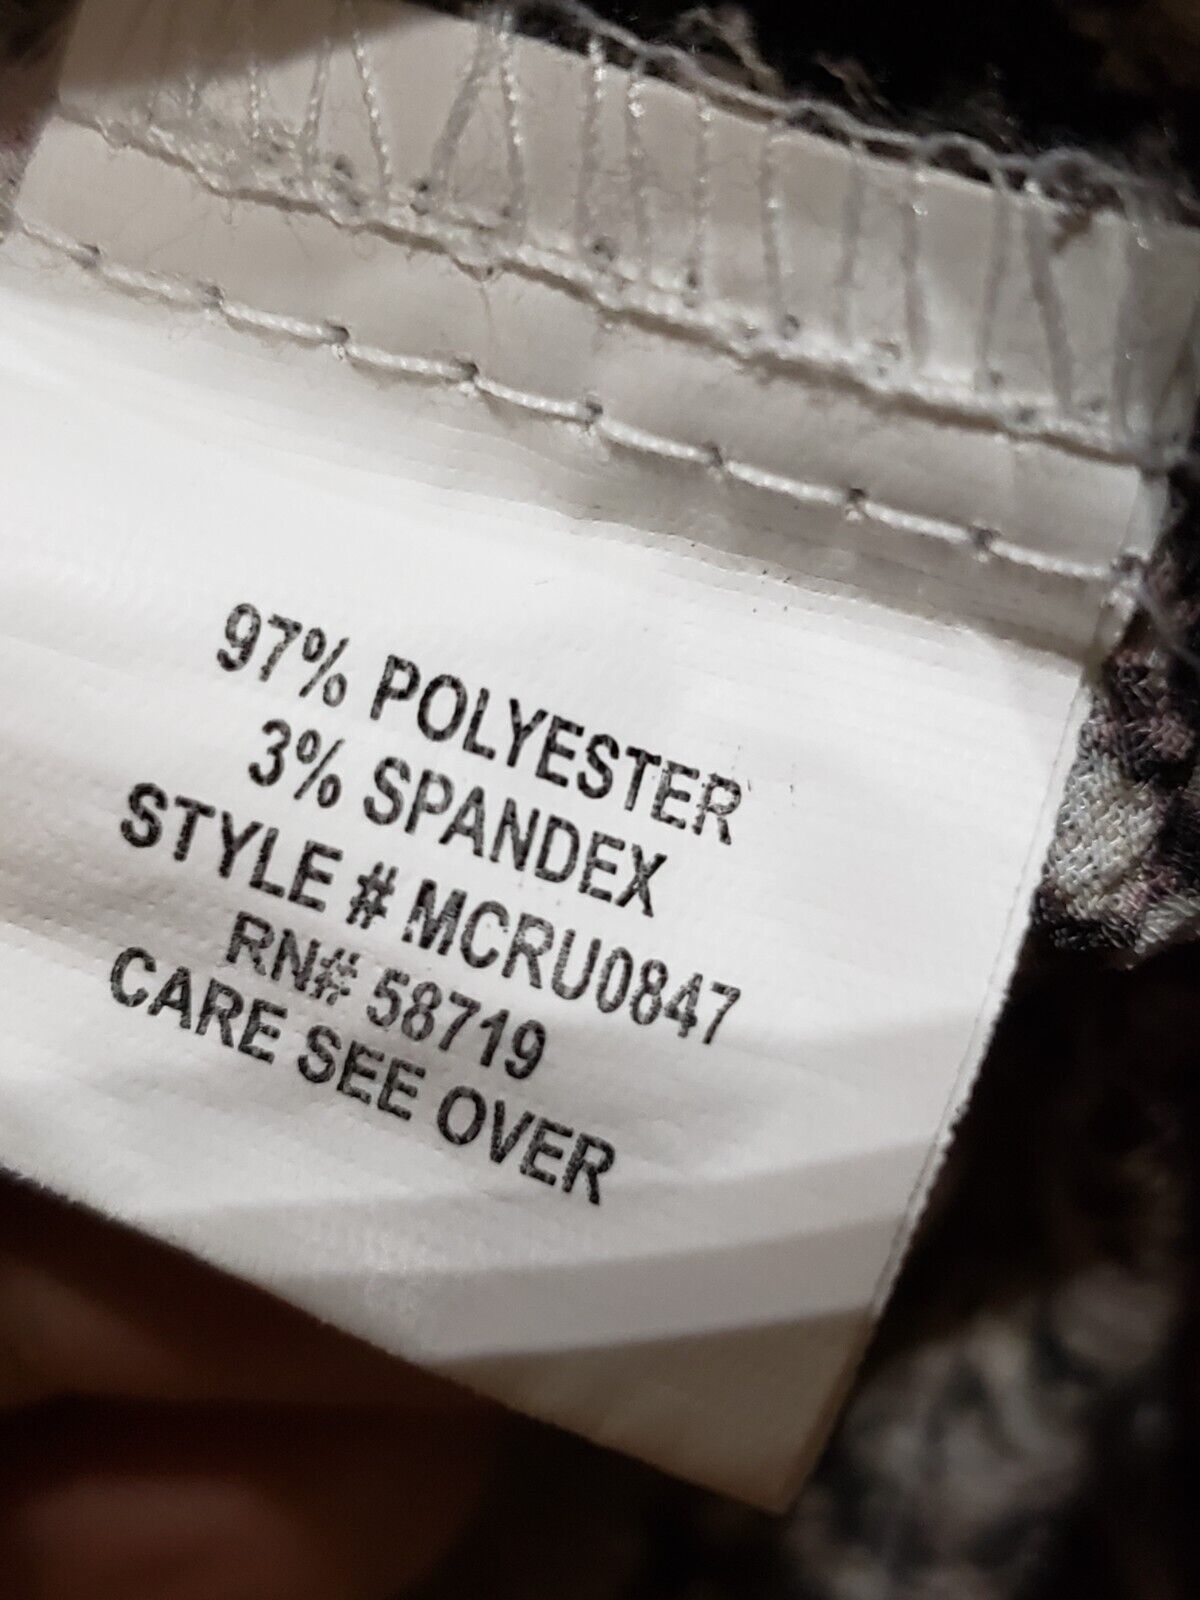 97% POLYESTER
3% SPANDEX
STYLE # MCRU0847
RN# 58719
CARE SEE OVER